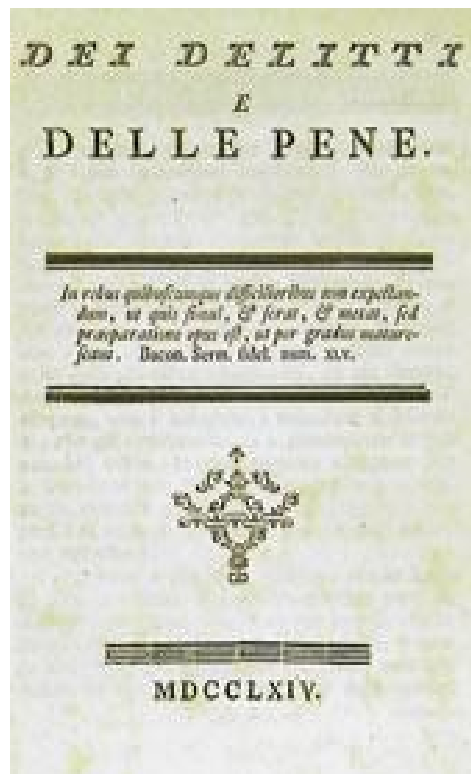 DEI DELITTI
E
DELLE PENE.
In rebus quibuscumque difficilioribus non expectan-
dum, ut quis simul, & serat, & metat, sed
præparatione opus est, ut per gradus mature-
scant. Bacon. Serm. fidel. num. XLV.
MDCCLXIV.